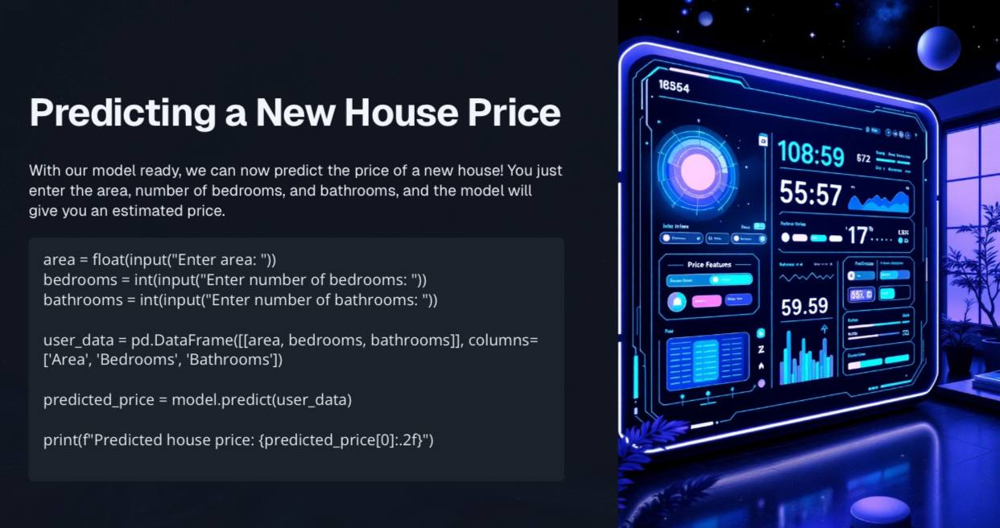 Predicting a New House Price
With our model ready, we can now predict the price of a new house! You just
enter the area, number of bedrooms, and bathrooms, and the model will
give you an estimated price.
area = float(input("Enter area: "))
bedrooms = int(input("Enter number of bedrooms: "))
bathrooms = int(input("Enter number of bathrooms: "))
user_data = pd.DataFrame([[area, bedrooms, bathrooms]], columns=
['Area', 'Bedrooms', 'Bathrooms'])
predicted_price = model.predict(user_data)
print(f"Predicted house price: {predicted_price[0]:.2f}")
108:59
672
55:57
17
Price Features
59.59